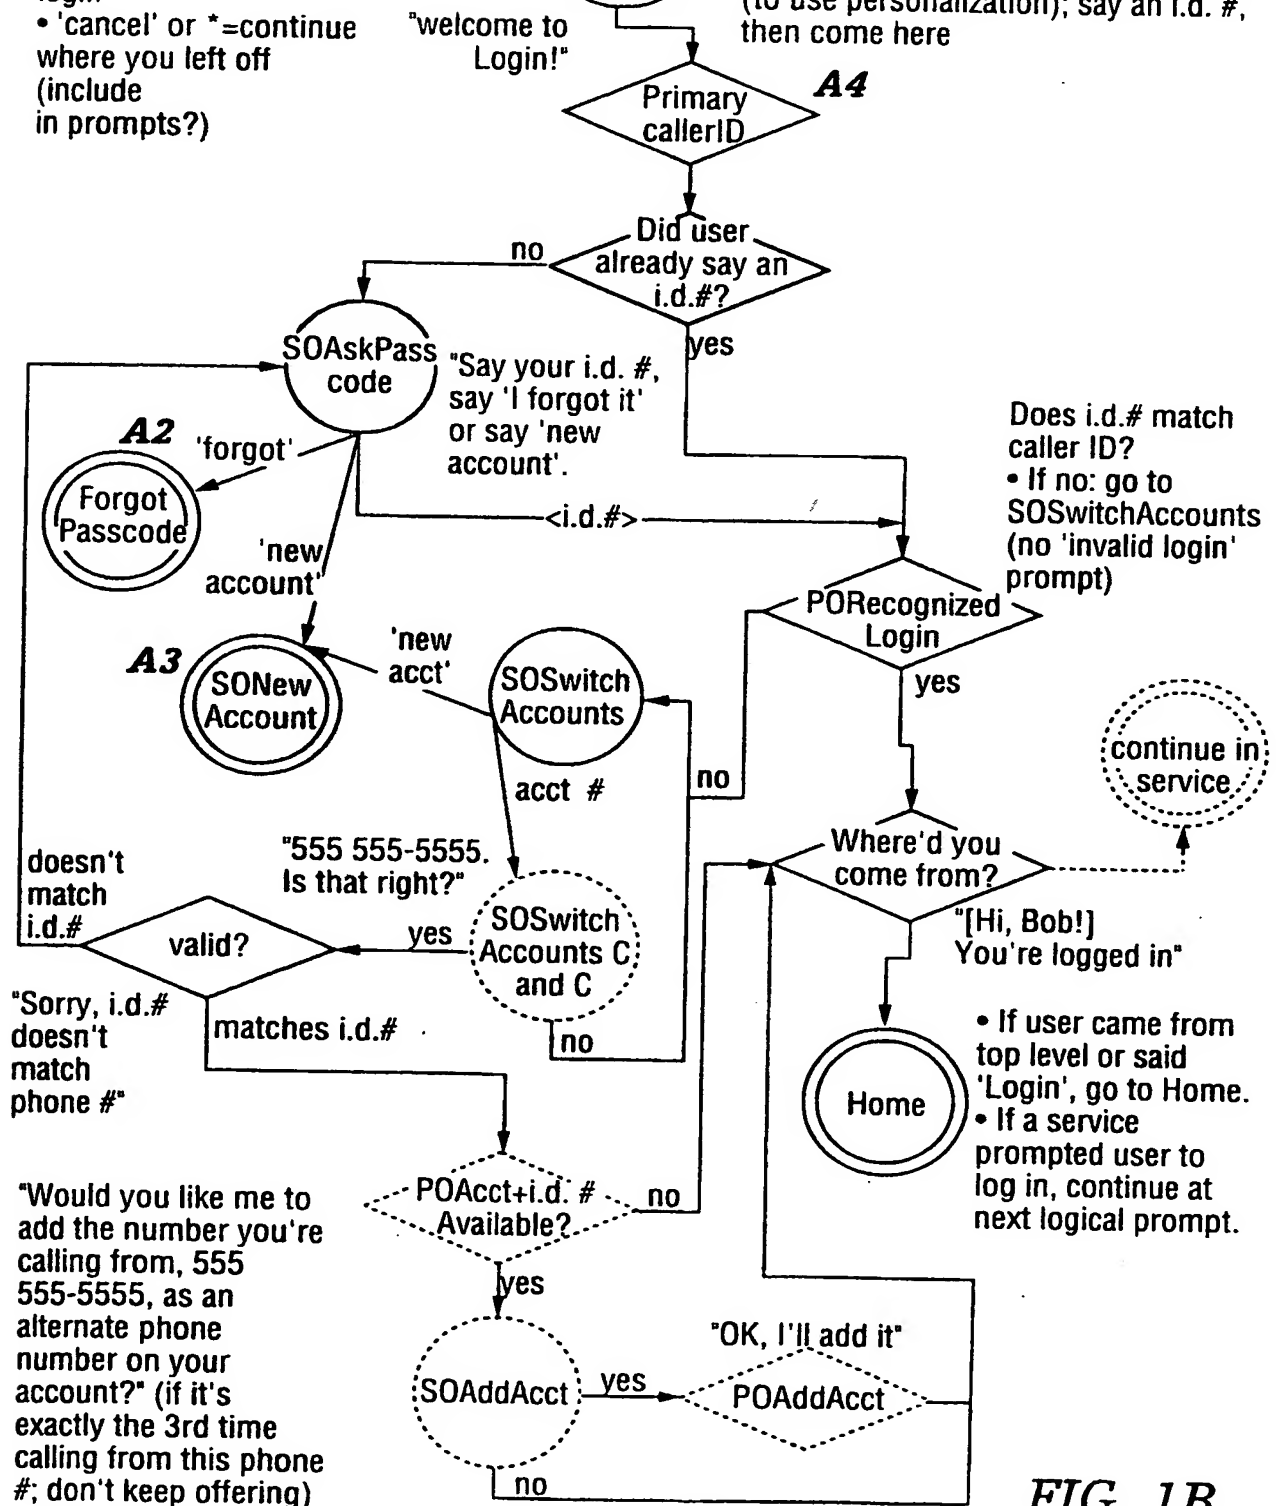 • 'cancel' or *=continue
where you left off
(include
in prompts?)
"welcome to
Login!"
(to use personalization); say an i.d. #,
then come here
A4
Primary
callerID
Did user
already say an
i.d.#?
no
yes
SOAskPass
code
"Say your i.d. #,
say 'I forgot it'
or say 'new
account'.
A2
'forgot'
Forgot
Passcode
<i.d.#>
'new
account'
Does i.d.# match
caller ID?
• If no: go to
SOSwitchAccounts
(no 'invalid login'
prompt)
PORecognized
Login
yes
no
A3
SONew
Account
'new
acct'
SOSwitch
Accounts
acct #
continue in
service
"555 555-5555.
Is that right?"
SOSwitch
Accounts C
and C
yes
no
doesn't
match
i.d.#
valid?
"Sorry, i.d.#
doesn't
match
phone #"
matches i.d.#
Where'd you
come from?
"[Hi, Bob!]
You're logged in"
Home
• If user came from
top level or said
'Login', go to Home.
• If a service
prompted user to
log in, continue at
next logical prompt.
POAcct+i.d. #
Available?
no
yes
"Would you like me to
add the number you're
calling from, 555
555-5555, as an
alternate phone
number on your
account?" (if it's
exactly the 3rd time
calling from this phone
#; don't keep offering)
SOAddAcct
yes
"OK, I'll add it"
POAddAcct
no
FIG. 1B